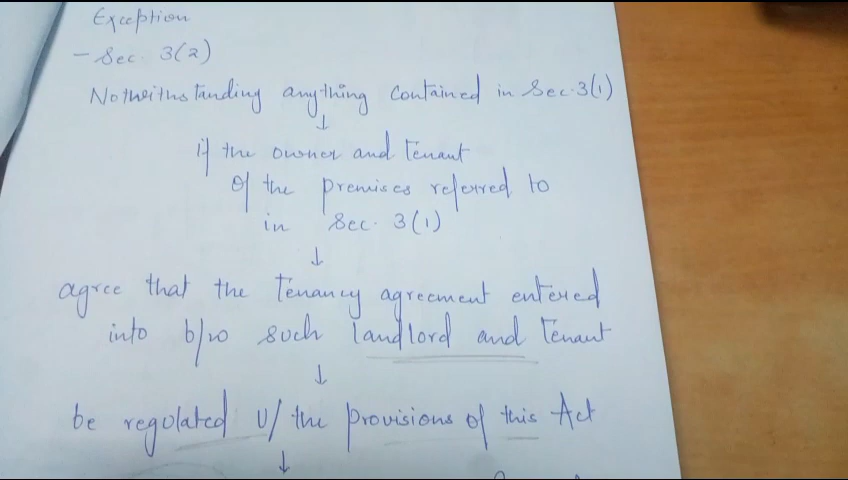 Exception
- Sec. 3(2)
Notwithstanding anything contained in Sec. 3(1)
↓
if the owner and tenant
of the premises referred to
in Sec. 3(1)
↓
agree that the tenancy agreement entered
into b/w such landlord and tenant
↓
be regulated u/ the provisions of this Act
↓